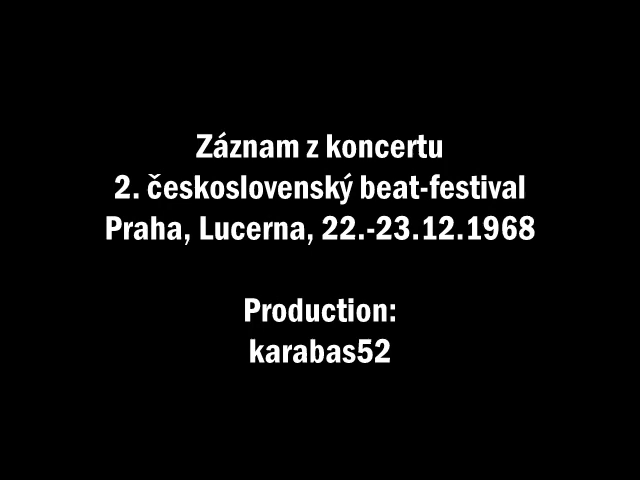 Záznam z koncertu
2. československý beat-festival
Praha, Lucerna, 22.-23.12.1968
Production:
karabas52